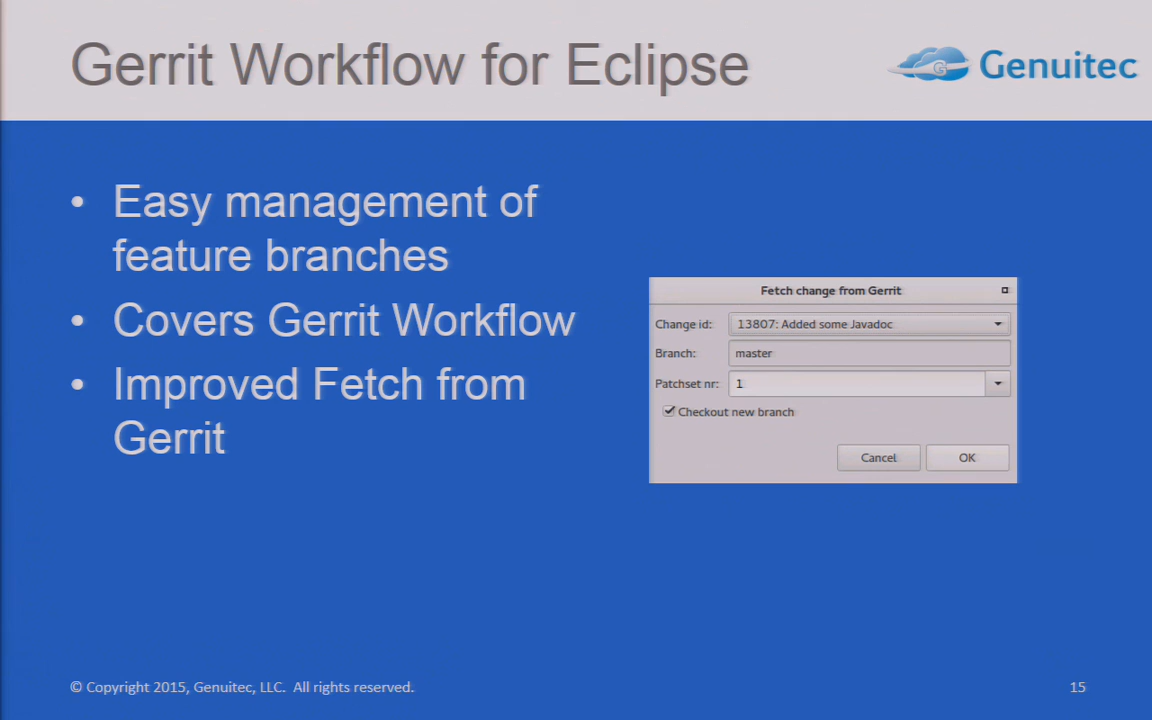 Gerrit Workflow for Eclipse
Genuitec
• Easy management of
feature branches
• Covers Gerrit Workflow
• Improved Fetch from
Gerrit
Fetch change from Gerrit
Change id: 13807: Added some Javadoc
Branch: master
Patchset nr: 1
Checkout new branch
Cancel OK
© Copyright 2015, Genuitec, LLC. All rights reserved.
15